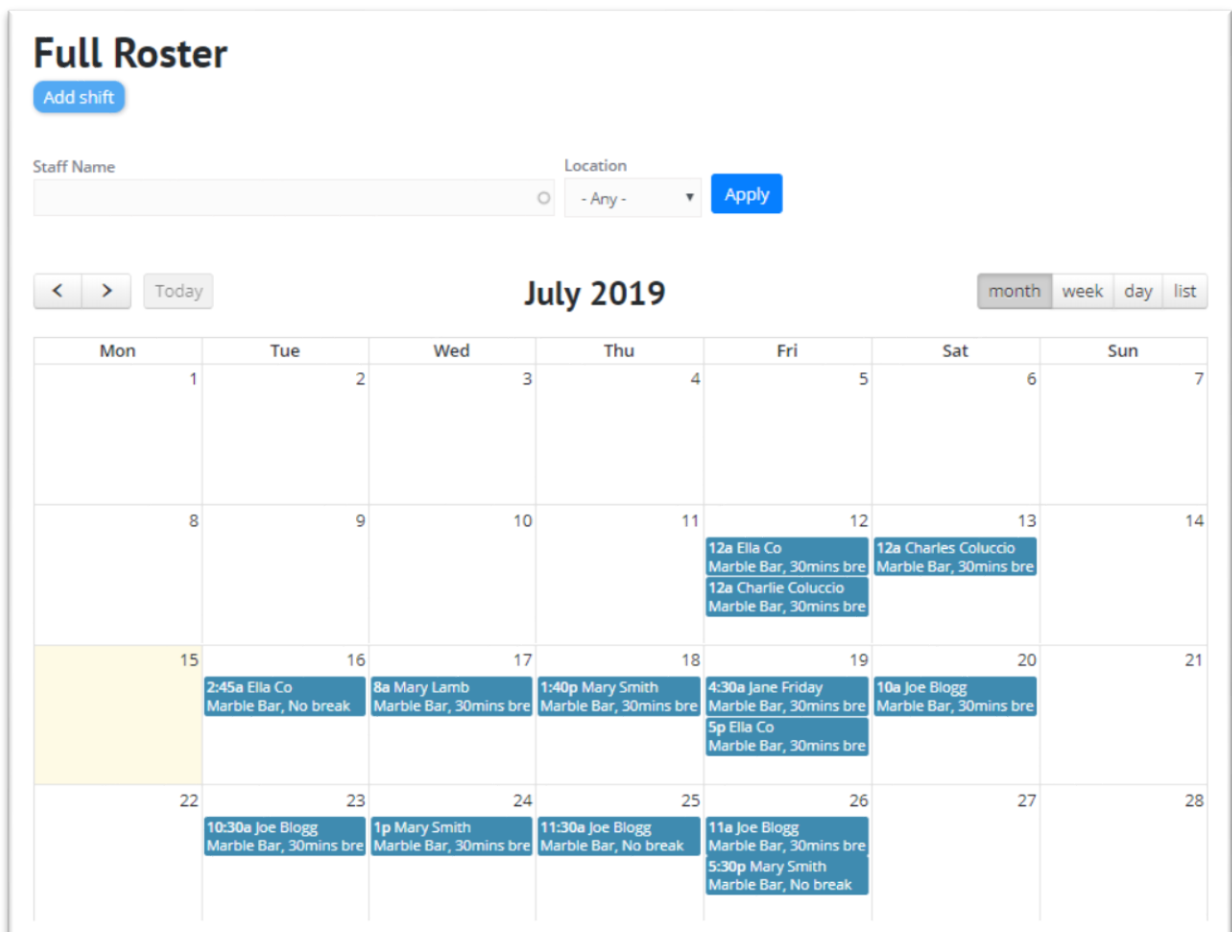 Full Roster
Add shift
Staff Name
Location
- Any -
Apply
< > Today
July 2019
month week day list
Mon Tue Wed Thu Fri Sat Sun
1 2 3 4 5 6 7
8 9 10 11 12 13 14
12a Ella Co
Marble Bar, 30mins bre
12a Charlie Coluccio
Marble Bar, 30mins bre
12a Charles Coluccio
Marble Bar, 30mins bre
15 16 17 18 19 20 21
2:45a Ella Co
Marble Bar, No break
8a Mary Lamb
Marble Bar, 30mins bre
1:40p Mary Smith
Marble Bar, 30mins bre
4:30a Jane Friday
Marble Bar, 30mins bre
5p Ella Co
Marble Bar, 30mins bre
10a Joe Blogg
Marble Bar, 30mins bre
22 23 24 25 26 27 28
10:30a Joe Blogg
Marble Bar, 30mins bre
1p Mary Smith
Marble Bar, 30mins bre
11:30a Joe Blogg
Marble Bar, No break
11a Joe Blogg
Marble Bar, 30mins bre
5:30p Mary Smith
Marble Bar, No break